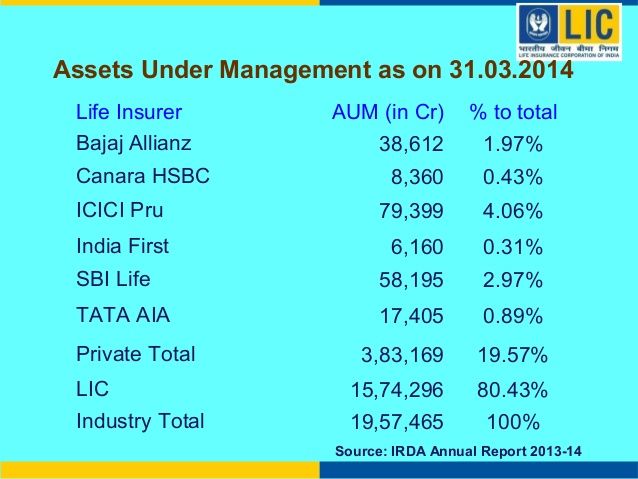 LIC
भारतीय जीवन बीमा निगम
LIFE INSURANCE CORPORATION OF INDIA
Assets Under Management as on 31.03.2014
Life Insurer AUM (in Cr) % to total
Bajaj Allianz 38,612 1.97%
Canara HSBC 8,360 0.43%
ICICI Pru 79,399 4.06%
India First 6,160 0.31%
SBI Life 58,195 2.97%
TATA AIA 17,405 0.89%
Private Total 3,83,169 19.57%
LIC 15,74,296 80.43%
Industry Total 19,57,465 100%
Source: IRDA Annual Report 2013-14